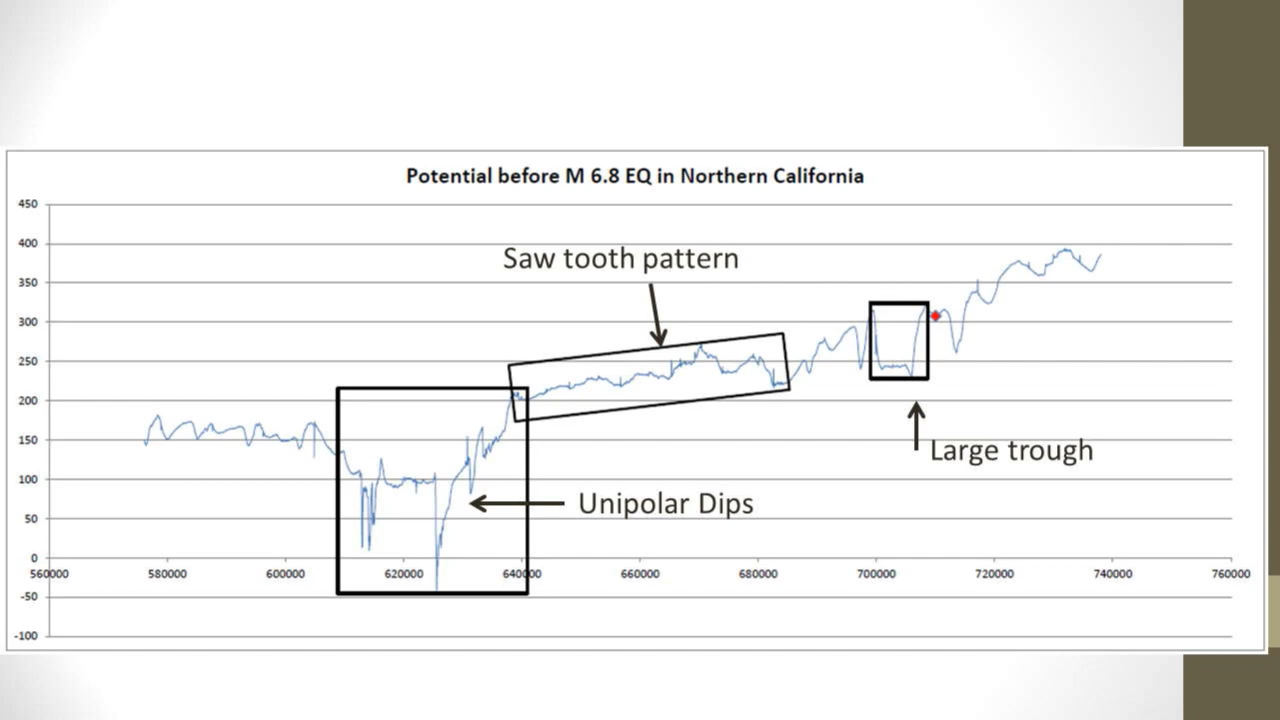 Potential before M 6.8 EQ in Northern California
450
400
Saw tooth pattern
350
300
250
200
150
Large trough
100
Unipolar Dips
50
0
560000 580000 600000 620000 640000 660000 680000 700000 720000 740000 760000
-50
-100